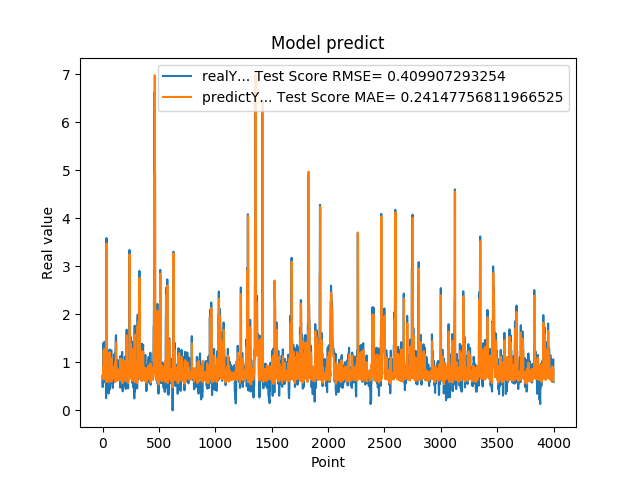 Model predict
realY... Test Score RMSE= 0.409907293254
predictY... Test Score MAE= 0.24147756811966525
7
6
5
4
3
2
1
0
Real value
0 500 1000 1500 2000 2500 3000 3500 4000
Point